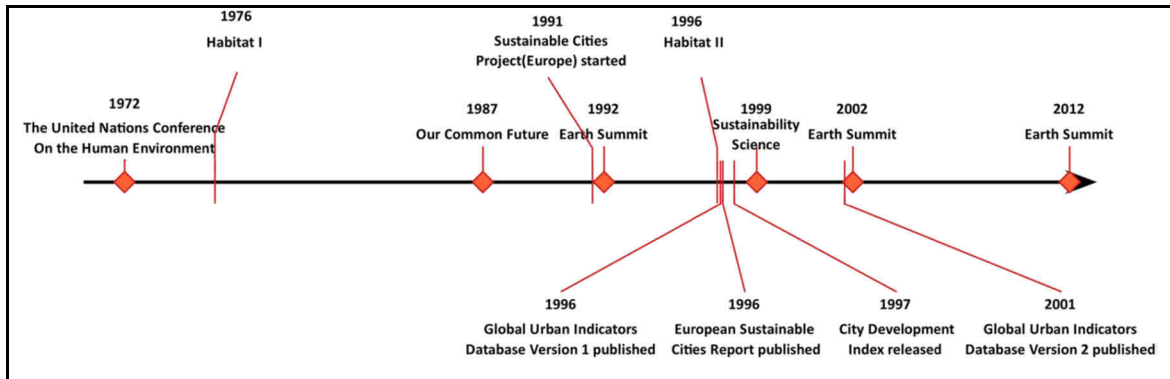 1976
Habitat I
1991
Sustainable Cities
Project(Europe) started
1996
Habitat II
1972
The United Nations Conference
On the Human Environment
1987
Our Common Future
1992
Earth Summit
1999
Sustainability
Science
2002
Earth Summit
2012
Earth Summit
1996
Global Urban Indicators
Database Version 1 published
1996
European Sustainable
Cities Report published
1997
City Development
Index released
2001
Global Urban Indicators
Database Version 2 published